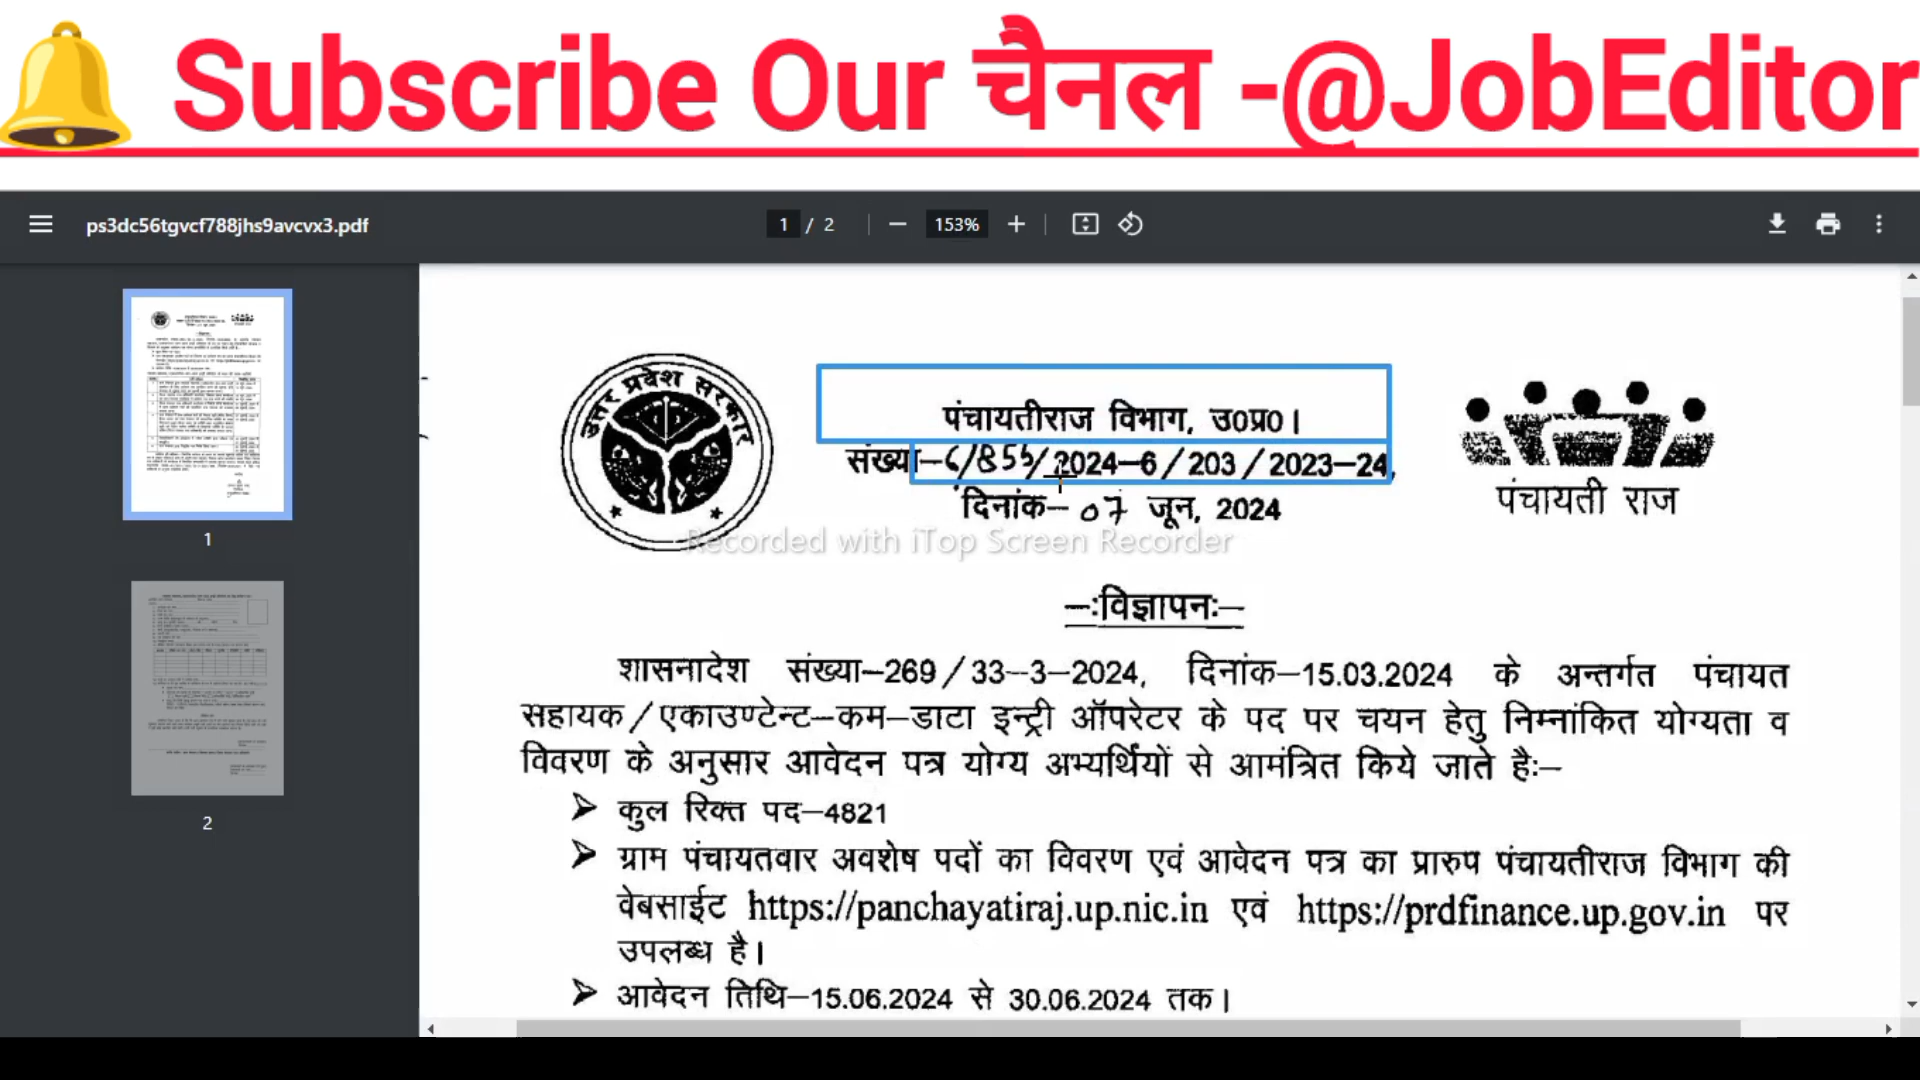 Subscribe Our चैनल -@JobEditor
ps3dc56tgvcf788jhs9avcvx3.pdf
1 / 2
153%
उत्तर प्रदेश सरकार
पंचायतीराज विभाग, उ0प्र0।
संख्या–6/855/2024–6/203/2023–24,
दिनांक– 07 जून, 2024
पंचायती राज
Recorded with iTop Screen Recorder
–:विज्ञापन:–
शासनादेश संख्या–269/33–3–2024, दिनांक–15.03.2024 के अन्तर्गत पंचायत
सहायक/एकाउण्टेन्ट–कम–डाटा इन्ट्री ऑपरेटर के पद पर चयन हेतु निम्नांकित योग्यता व
विवरण के अनुसार आवेदन पत्र योग्य अभ्यर्थियों से आमंत्रित किये जाते है:–
➤ कुल रिक्त पद–4821
➤ ग्राम पंचायतवार अवशेष पदों का विवरण एवं आवेदन पत्र का प्रारुप पंचायतीराज विभाग की
वेबसाईट https://panchayatiraj.up.nic.in एवं https://prdfinance.up.gov.in पर
उपलब्ध है।
➤ आवेदन तिथि–15.06.2024 से 30.06.2024 तक।
1
2